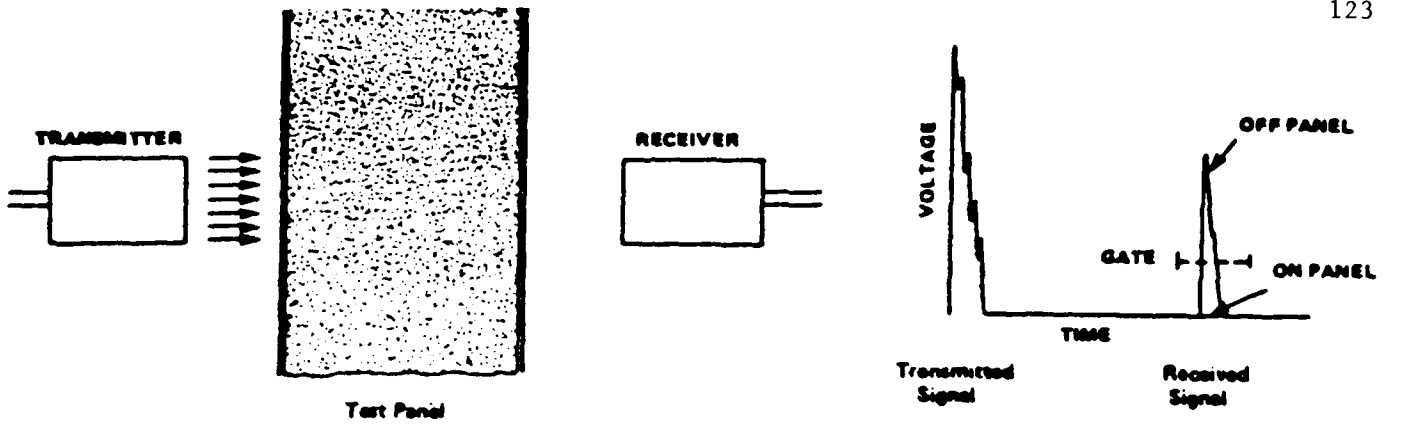 123
TRANSMITTER
RECEIVER
VOLTAGE
OFF PANEL
GATE
ON PANEL
TIME
Transmitted
Signal
Received
Signal
Test Panel